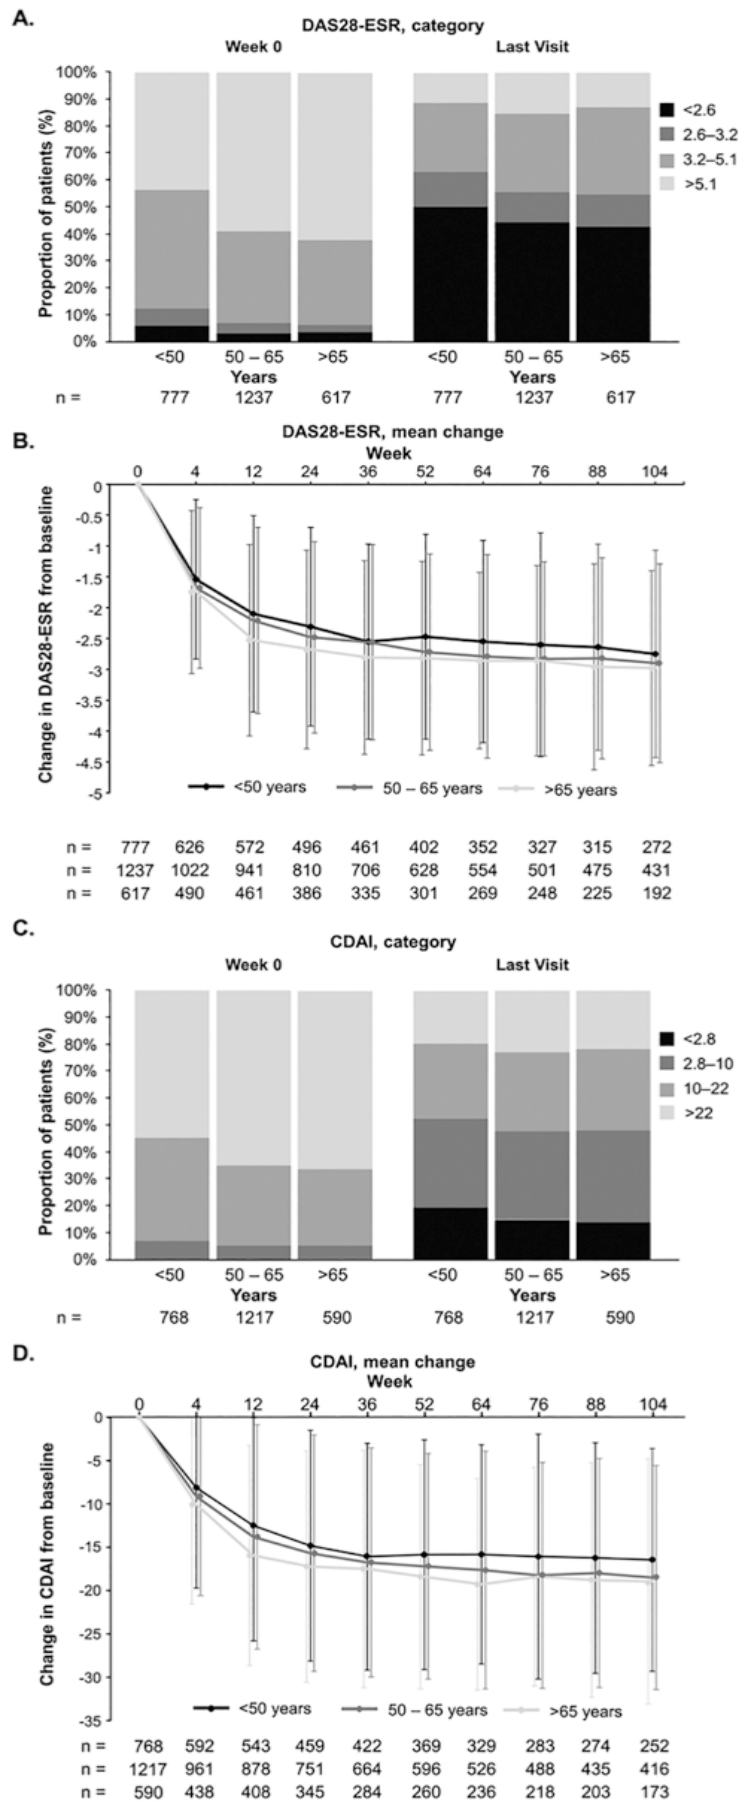 A.
DAS28-ESR, category
Week 0 Last Visit
Proportion of patients (%)
100%
90%
80%
70%
60%
50%
40%
30%
20%
10%
0%
<2.6
2.6–3.2
3.2–5.1
>5.1
<50 50 – 65 >65 <50 50 – 65 >65
Years Years
n = 777 1237 617 777 1237 617
B.
DAS28-ESR, mean change
Week
0 4 12 24 36 52 64 76 88 104
Change in DAS28-ESR from baseline
0
-0.5
-1
-1.5
-2
-2.5
-3
-3.5
-4
-4.5
-5
<50 years 50 – 65 years >65 years
n = 777 626 572 496 461 402 352 327 315 272
n = 1237 1022 941 810 706 628 554 501 475 431
n = 617 490 461 386 335 301 269 248 225 192
C.
CDAI, category
Week 0 Last Visit
Proportion of patients (%)
100%
90%
80%
70%
60%
50%
40%
30%
20%
10%
0%
<2.8
2.8–10
10–22
>22
<50 50 – 65 >65 <50 50 – 65 >65
Years Years
n = 768 1217 590 768 1217 590
D.
CDAI, mean change
Week
0 4 12 24 36 52 64 76 88 104
Change in CDAI from baseline
0
-5
-10
-15
-20
-25
-30
-35
<50 years 50 – 65 years >65 years
n = 768 592 543 459 422 369 329 283 274 252
n = 1217 961 878 751 664 596 526 488 435 416
n = 590 438 408 345 284 260 236 218 203 173